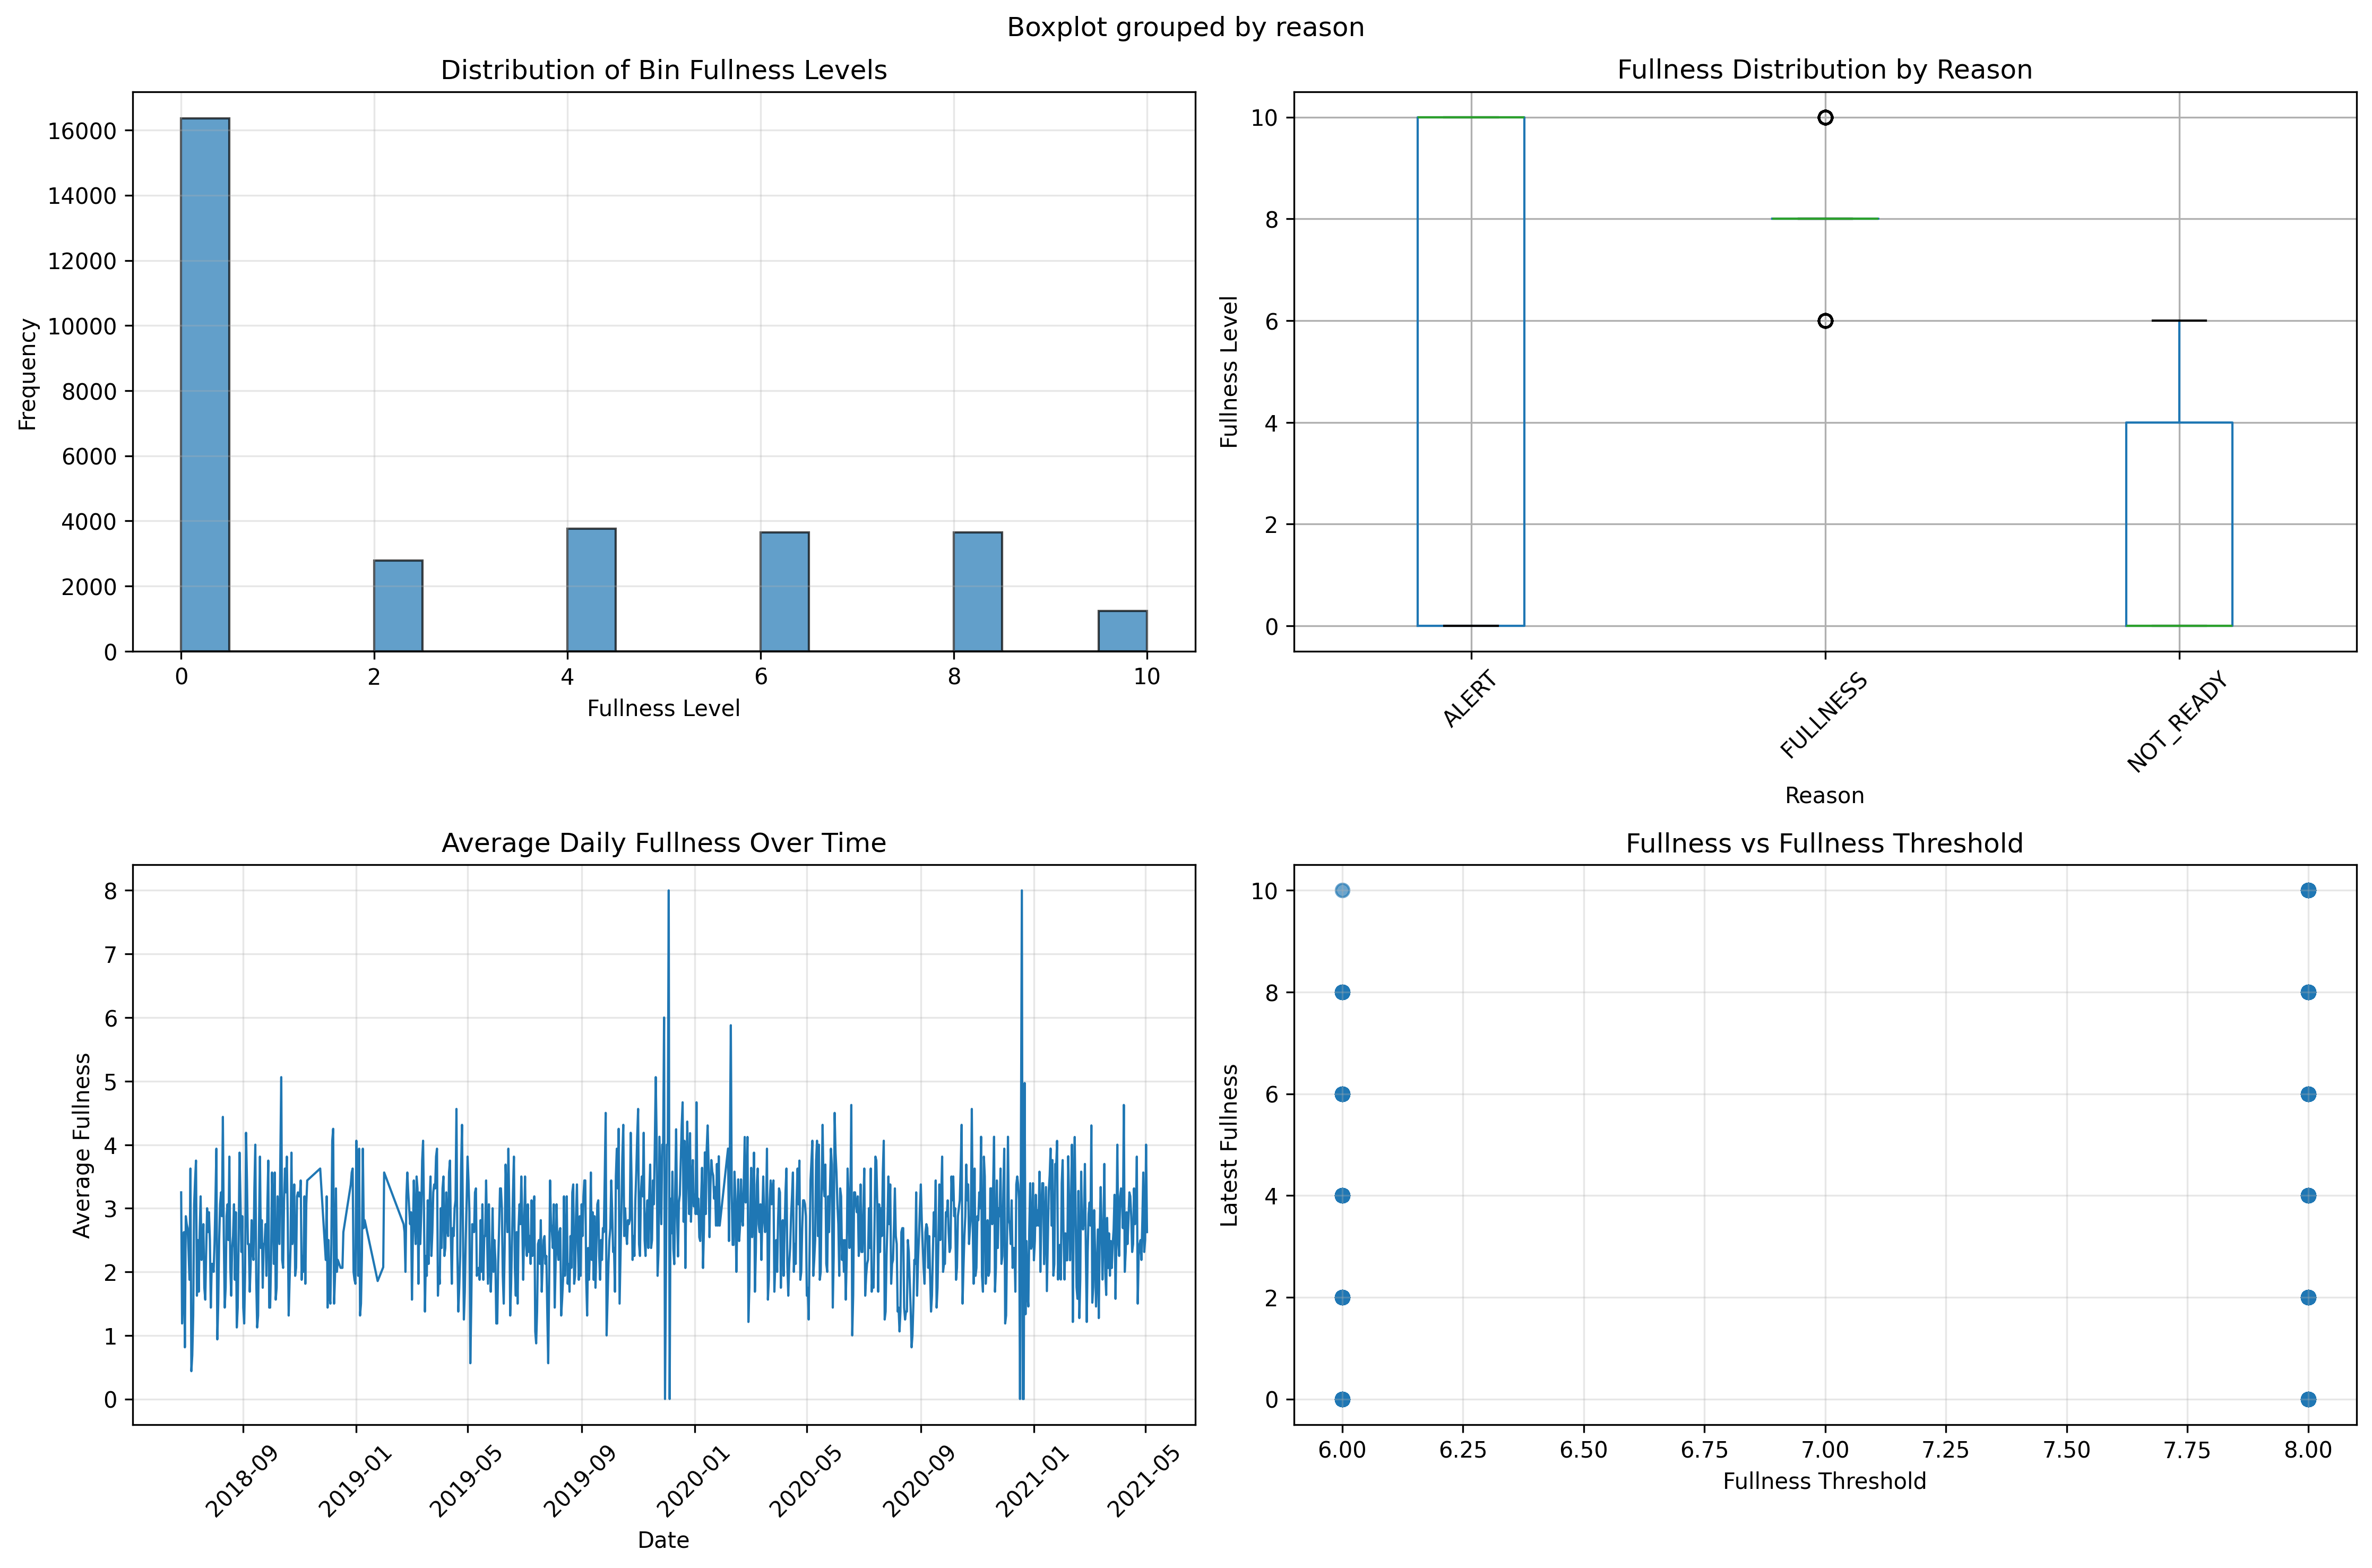 Boxplot grouped by reason
Distribution of Bin Fullness Levels
Frequency
16000
14000
12000
10000
8000
6000
4000
2000
0
0 2 4 6 8 10
Fullness Level
Fullness Distribution by Reason
Fullness Level
10
8
6
4
2
0
ALERT FULLNESS NOT_READY
Reason
Average Daily Fullness Over Time
Average Fullness
8
7
6
5
4
3
2
1
0
2018-09 2019-01 2019-05 2019-09 2020-01 2020-05 2020-09 2021-01 2021-05
Date
Fullness vs Fullness Threshold
Latest Fullness
10
8
6
4
2
0
6.00 6.25 6.50 6.75 7.00 7.25 7.50 7.75 8.00
Fullness Threshold